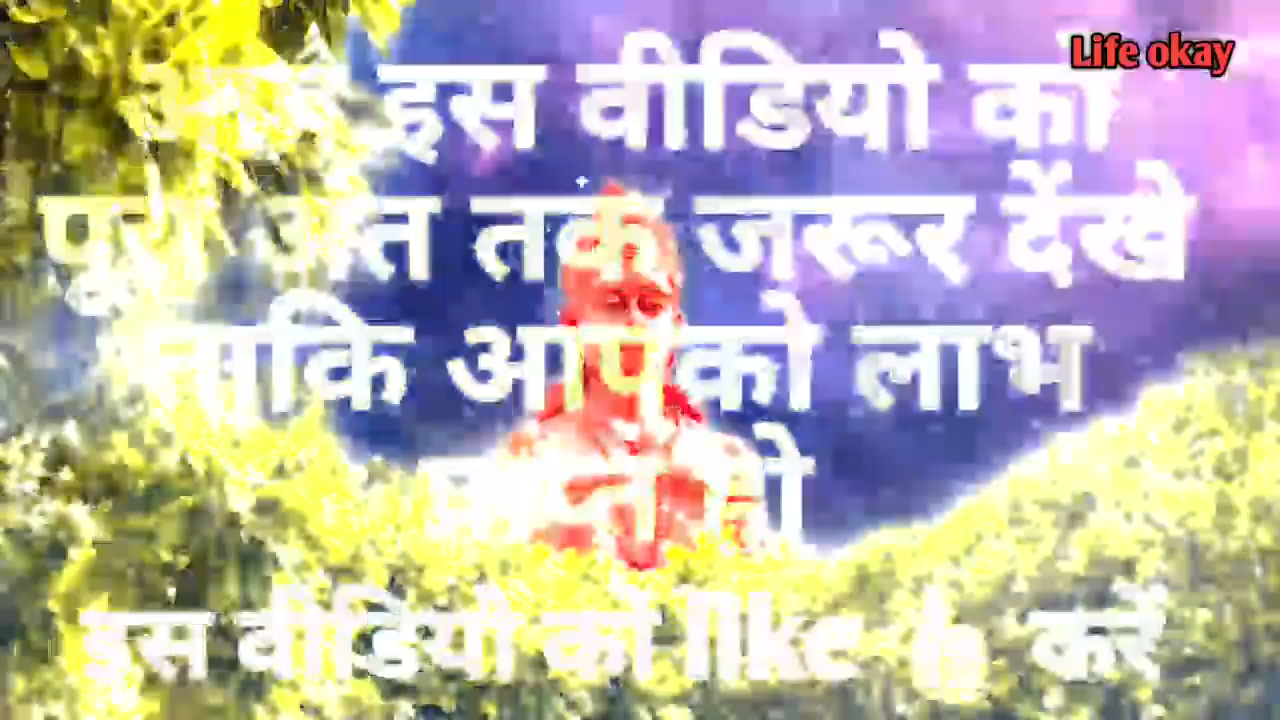 Life okay
इस वीडियो को
पूरा अंत तक जरूर देंखे
ताकि आपको लाभ
हो
इस वीडियो को like 👍 करें